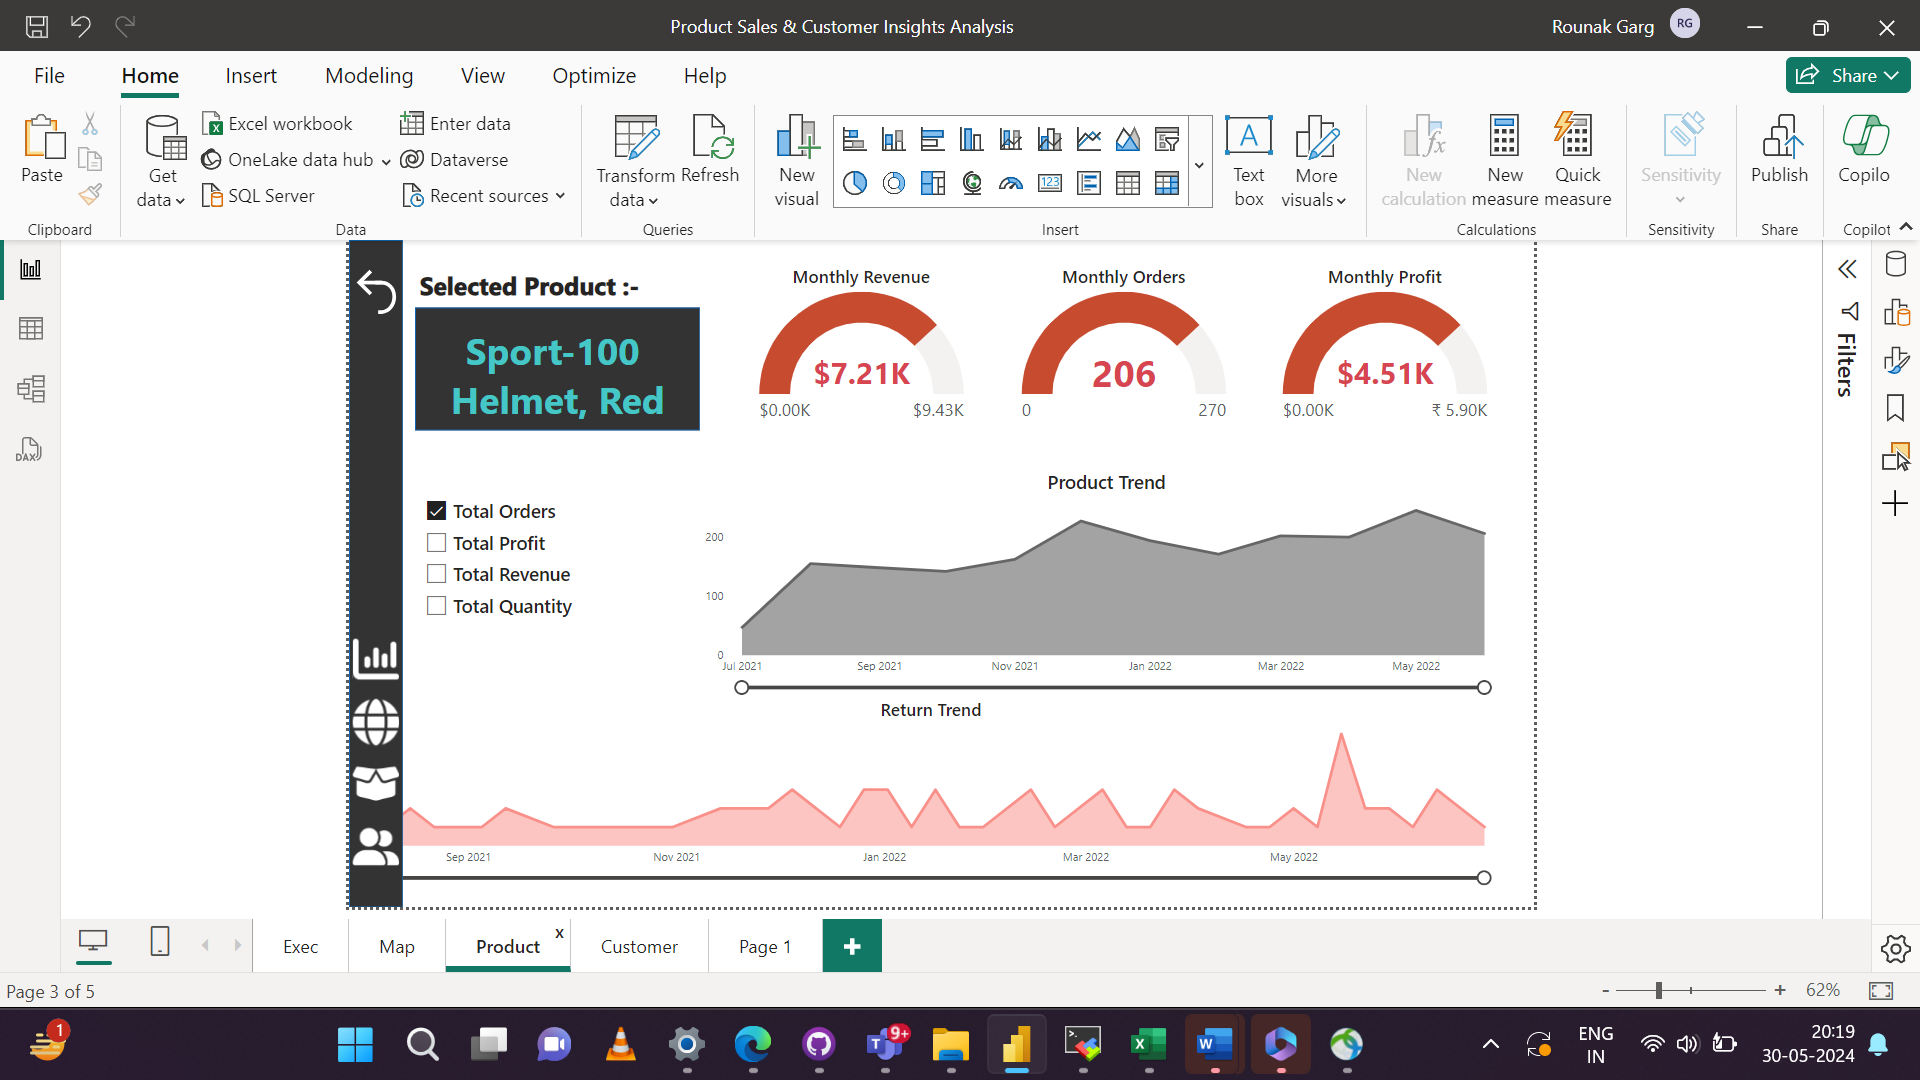 Product Sales & Customer Insights Analysis
Rounak Garg
RG
File
Home
Insert
Modeling
View
Optimize
Help
Share
Paste
Clipboard
Get
data
Excel workbook
OneLake data hub
SQL Server
Enter data
Dataverse
Recent sources
Data
Transform
data
Refresh
Queries
New
visual
123
A
Text
box
More
visuals
Insert
New
calculation
New
measure
Quick
measure
Calculations
Sensitivity
Sensitivity
Publish
Share
Copilo
Copilot
DAX
Selected Product :-
Sport-100
Helmet, Red
Monthly Revenue
$7.21K
$0.00K
$9.43K
Monthly Orders
206
0
270
Monthly Profit
$4.51K
$0.00K
₹ 5.90K
Filters
Total Orders
Total Profit
Total Revenue
Total Quantity
Product Trend
200
100
0
Jul 2021
Sep 2021
Nov 2021
Jan 2022
Mar 2022
May 2022
Return Trend
Sep 2021
Nov 2021
Jan 2022
Mar 2022
May 2022
Exec
Map
Product
x
Customer
Page 1
+
Page 3 of 5
-
+
62%
1
9+
T
X
W
ENG
IN
20:19
30-05-2024